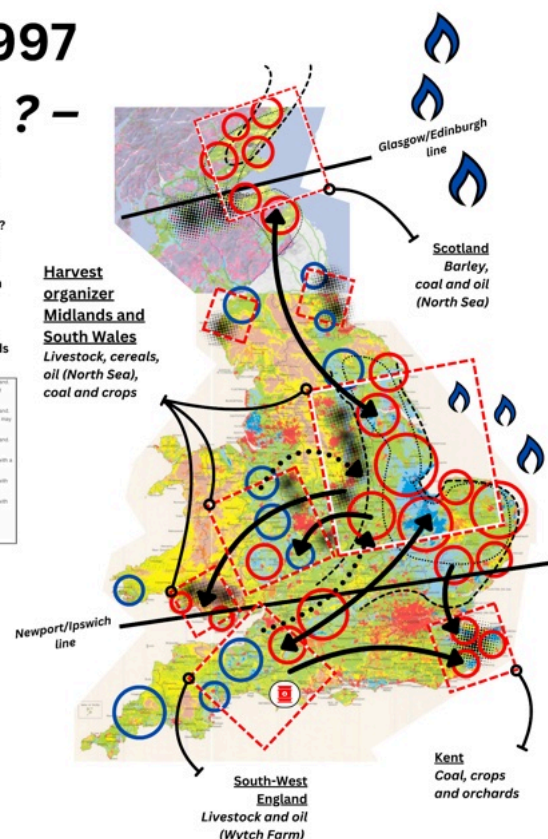 997
? –
Glasgow/Edinburgh
line
?
Scotland
Barley,
coal and oil
(North Sea)
Harvest
organizer
Midlands and
South Wales
Livestock, cereals,
oil (North Sea),
coal and crops
Newport/Ipswich
line
South-West
England
Livestock and oil
(Wytch Farm)
Kent
Coal, crops
and orchards